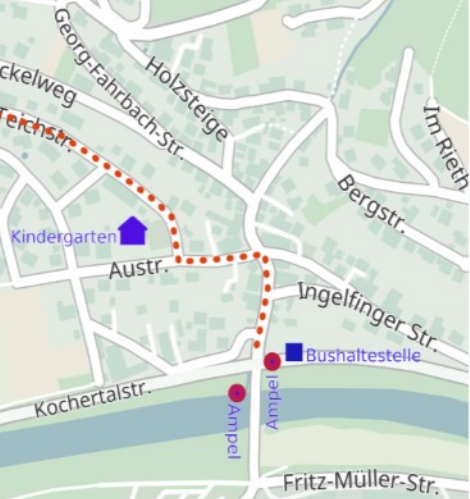 Georg-Fahrbach-Str.
Holzsteige
ckelweg
Teichstr.
Im Rieth
Bergstr.
Kindergarten
Austr.
Ingelfinger Str.
Bushaltestelle
Kochertalstr.
Ampel
Ampel
Fritz-Müller-Str.